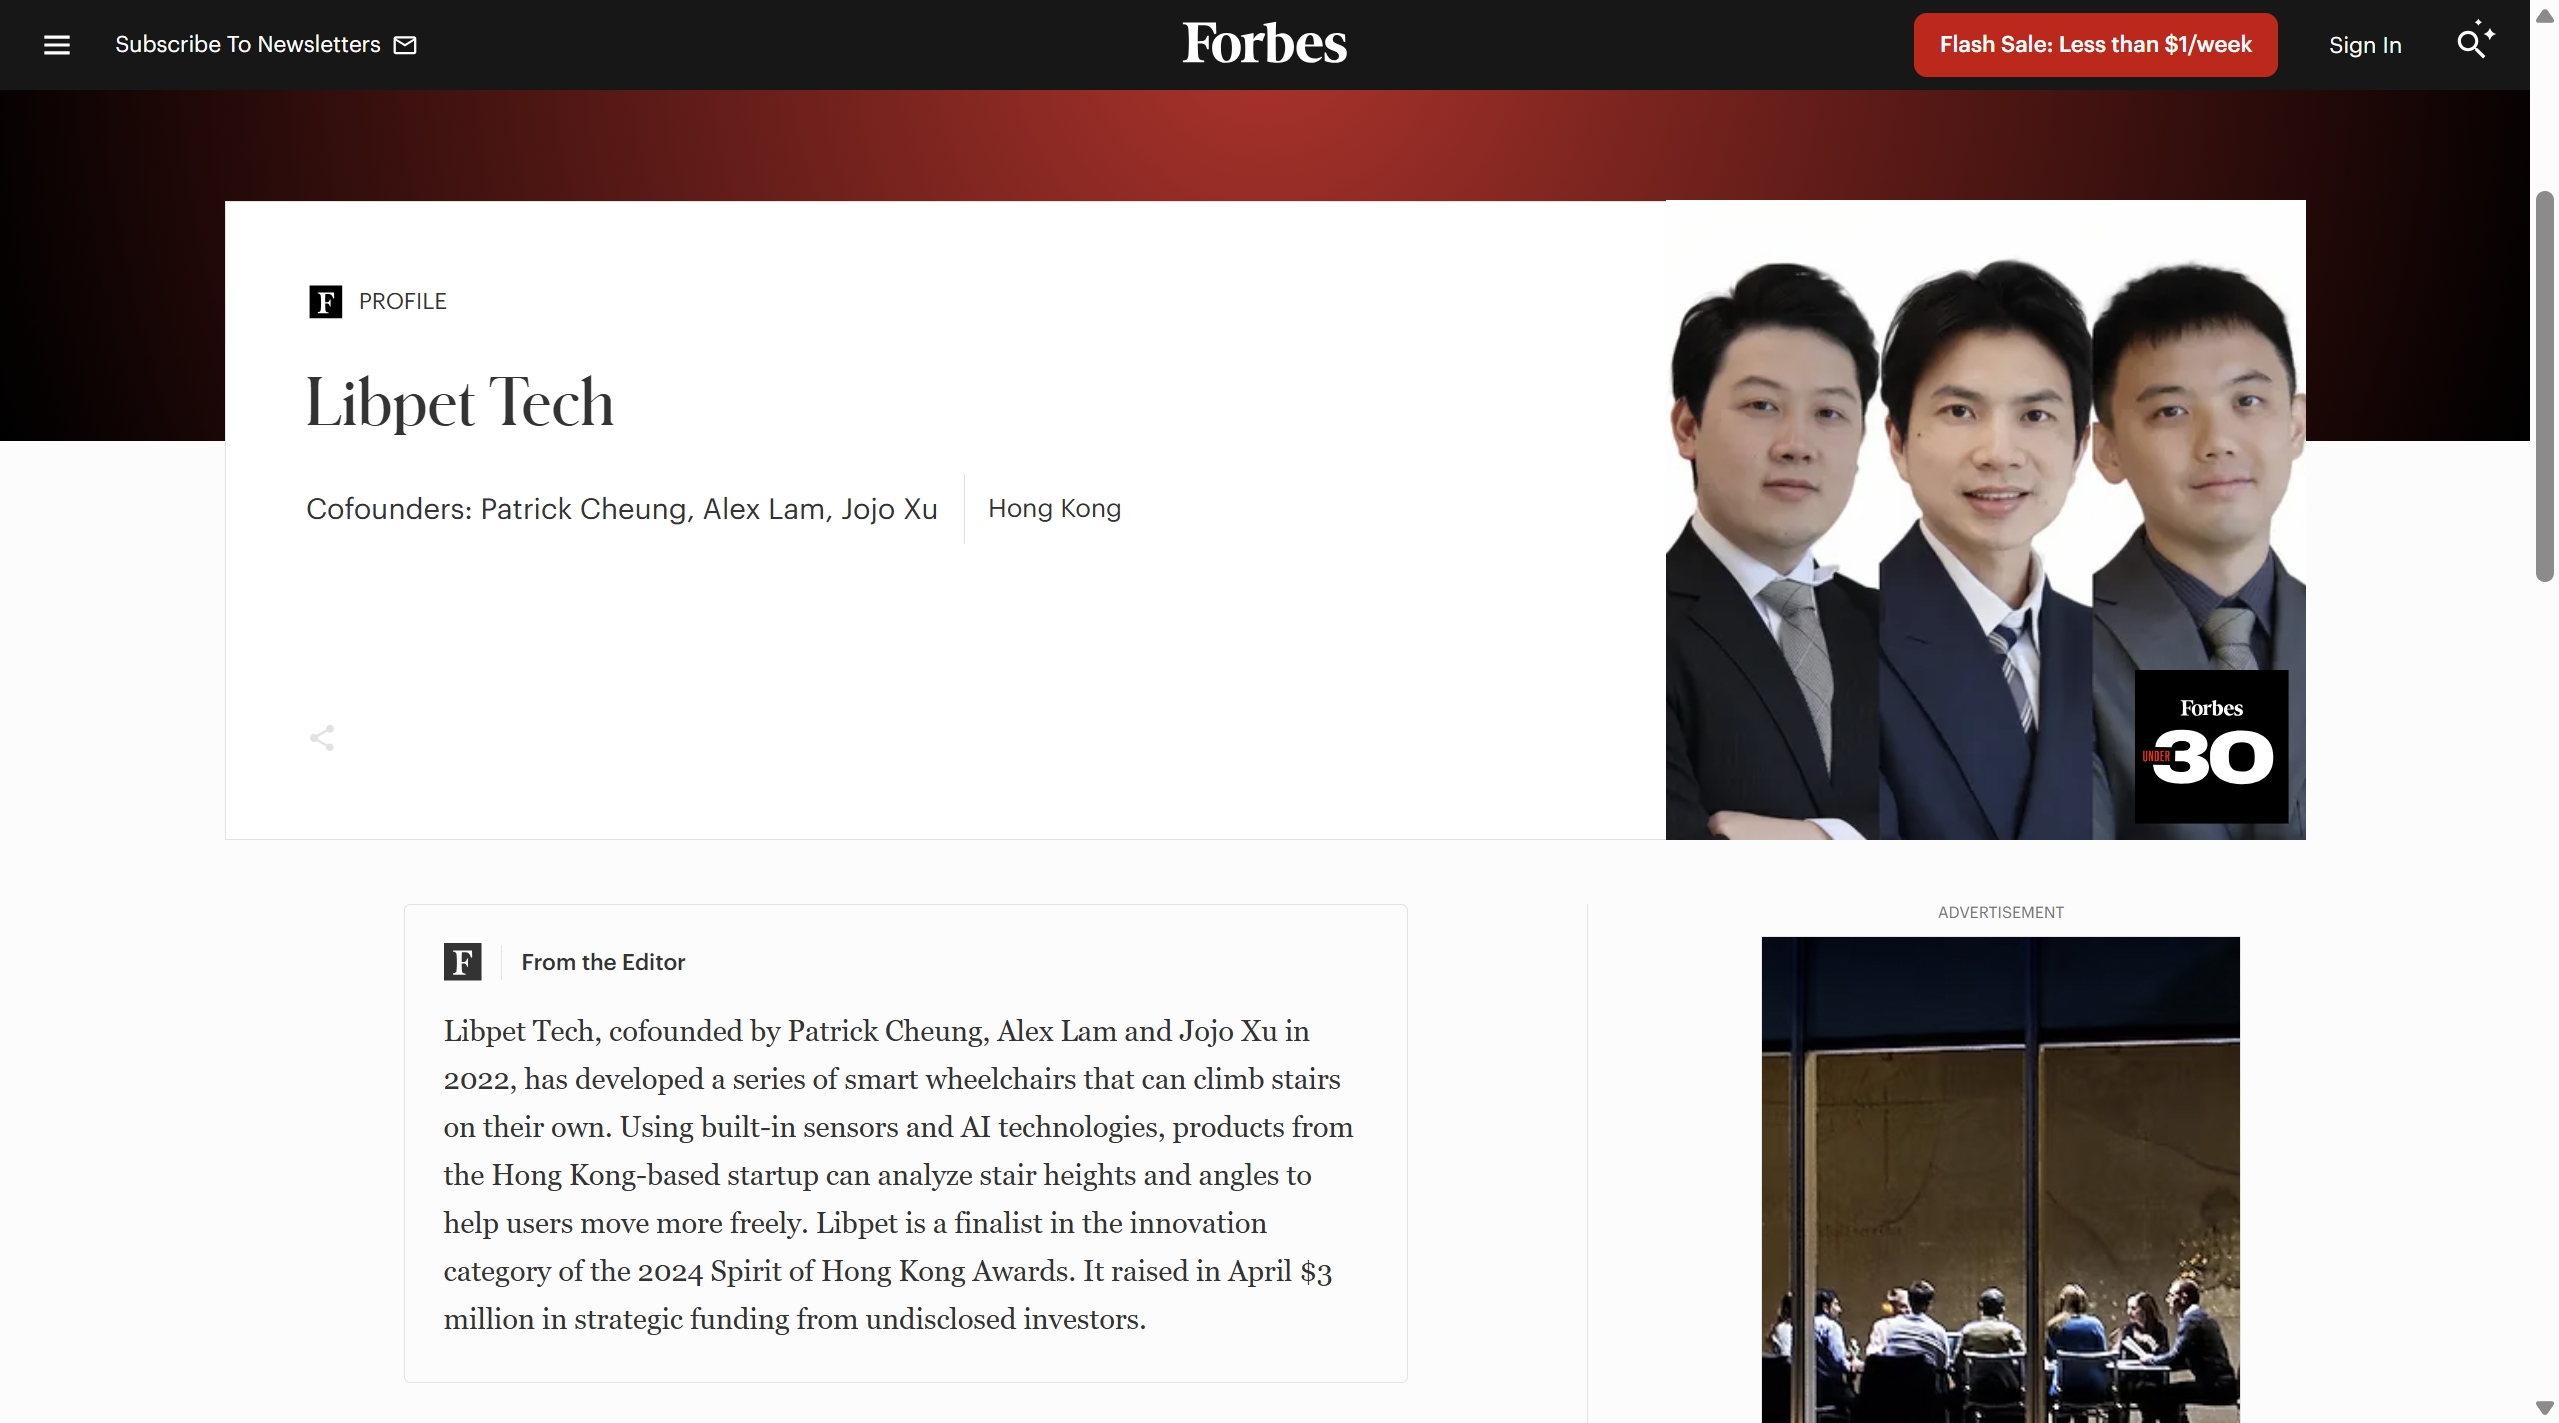 Subscribe To Newsletters
Forbes
Flash Sale: Less than $1/week
Sign In
F PROFILE
Libpet Tech
Cofounders: Patrick Cheung, Alex Lam, Jojo Xu
Hong Kong
Forbes
UNDER
30
F From the Editor
Libpet Tech, cofounded by Patrick Cheung, Alex Lam and Jojo Xu in
2022, has developed a series of smart wheelchairs that can climb stairs
on their own. Using built-in sensors and AI technologies, products from
the Hong Kong-based startup can analyze stair heights and angles to
help users move more freely. Libpet is a finalist in the innovation
category of the 2024 Spirit of Hong Kong Awards. It raised in April $3
million in strategic funding from undisclosed investors.
ADVERTISEMENT